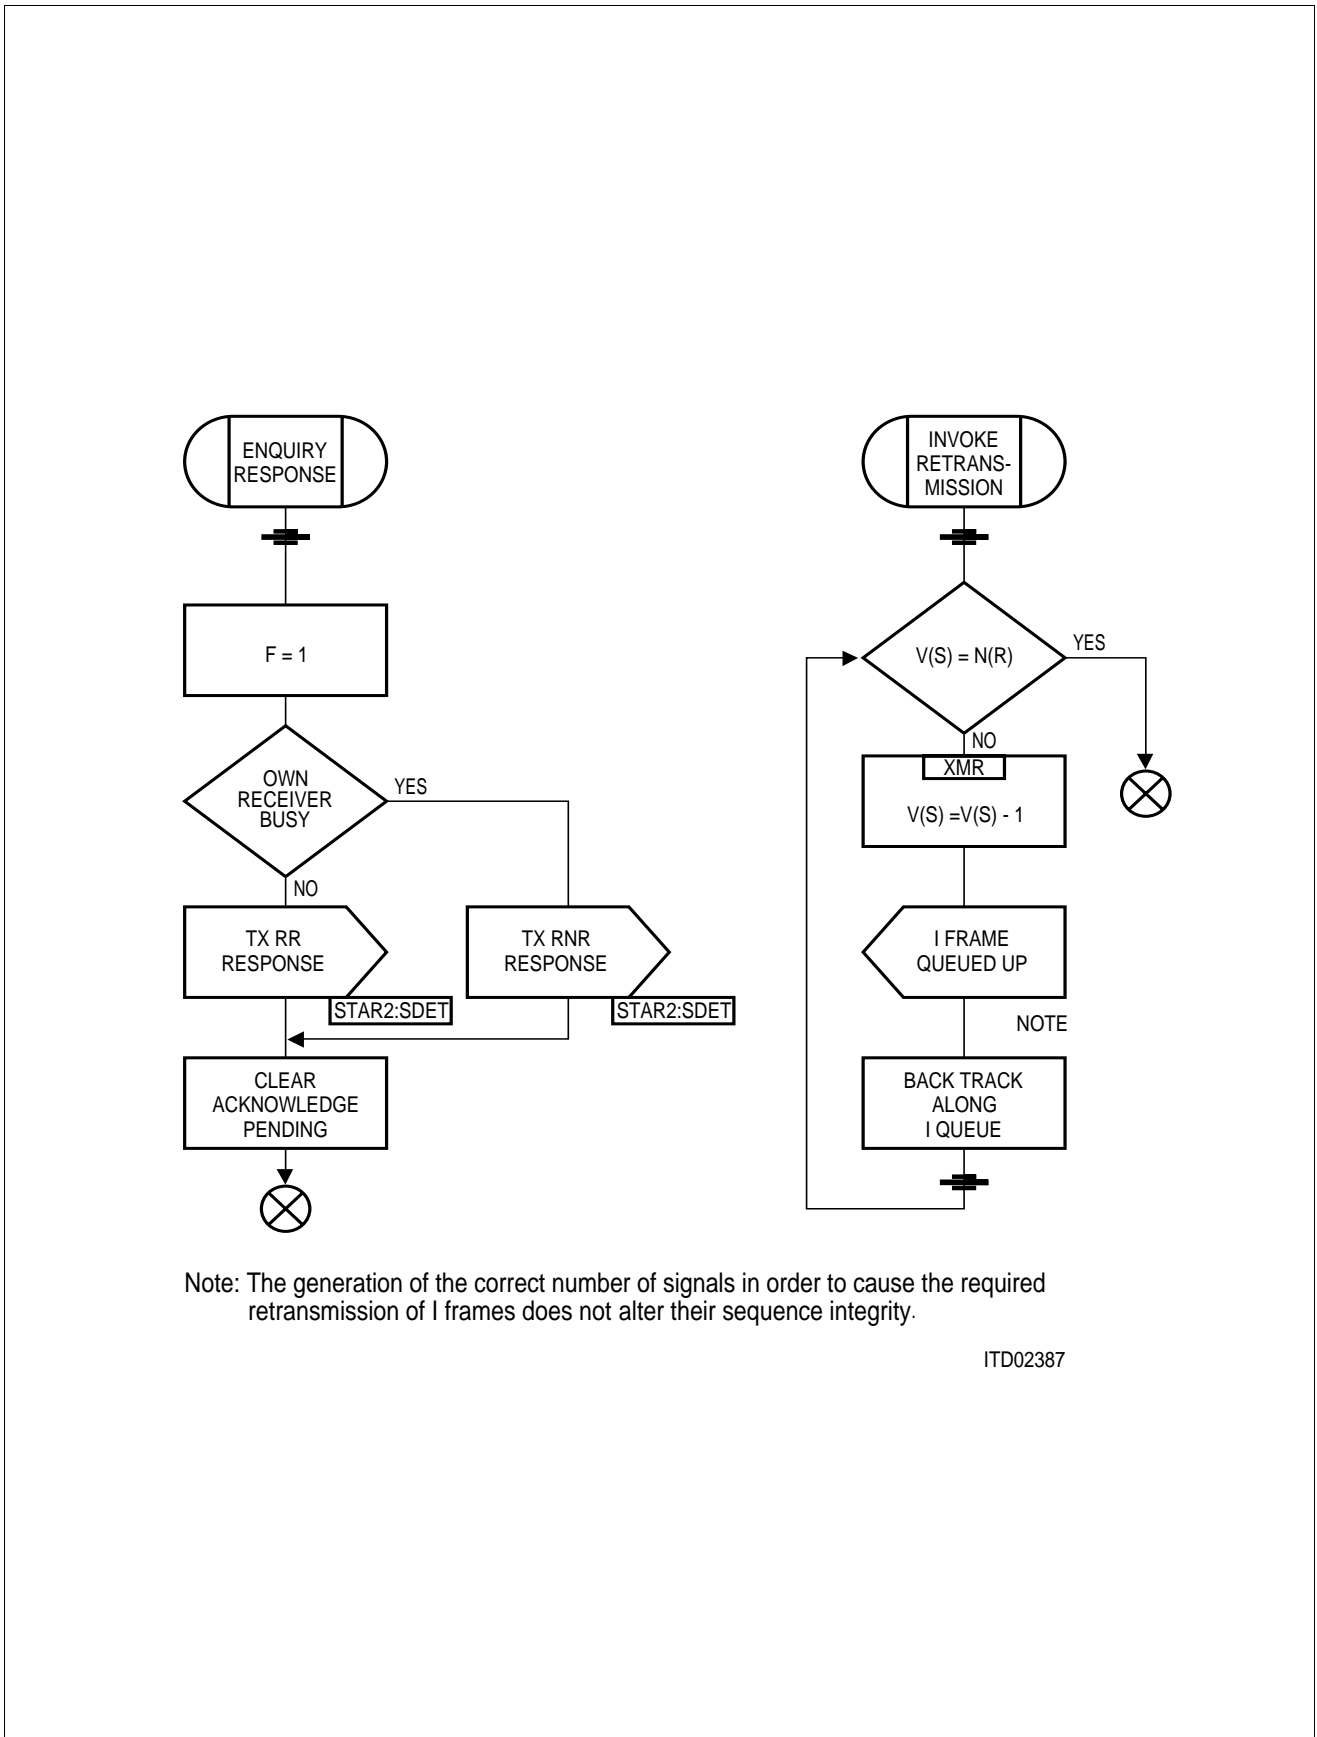 ENQUIRY
RESPONSE
F = 1
OWN
RECEIVER
BUSY
YES
NO
TX RR
RESPONSE
STAR2:SDET
TX RNR
RESPONSE
STAR2:SDET
CLEAR
ACKNOWLEDGE
PENDING
INVOKE
RETRANS-
MISSION
V(S) = N(R)
YES
NO
XMR
V(S) =V(S) - 1
I FRAME
QUEUED UP
NOTE
BACK TRACK
ALONG
I QUEUE
Note: The generation of the correct number of signals in order to cause the required
retransmission of I frames does not alter their sequence integrity.
ITD02387